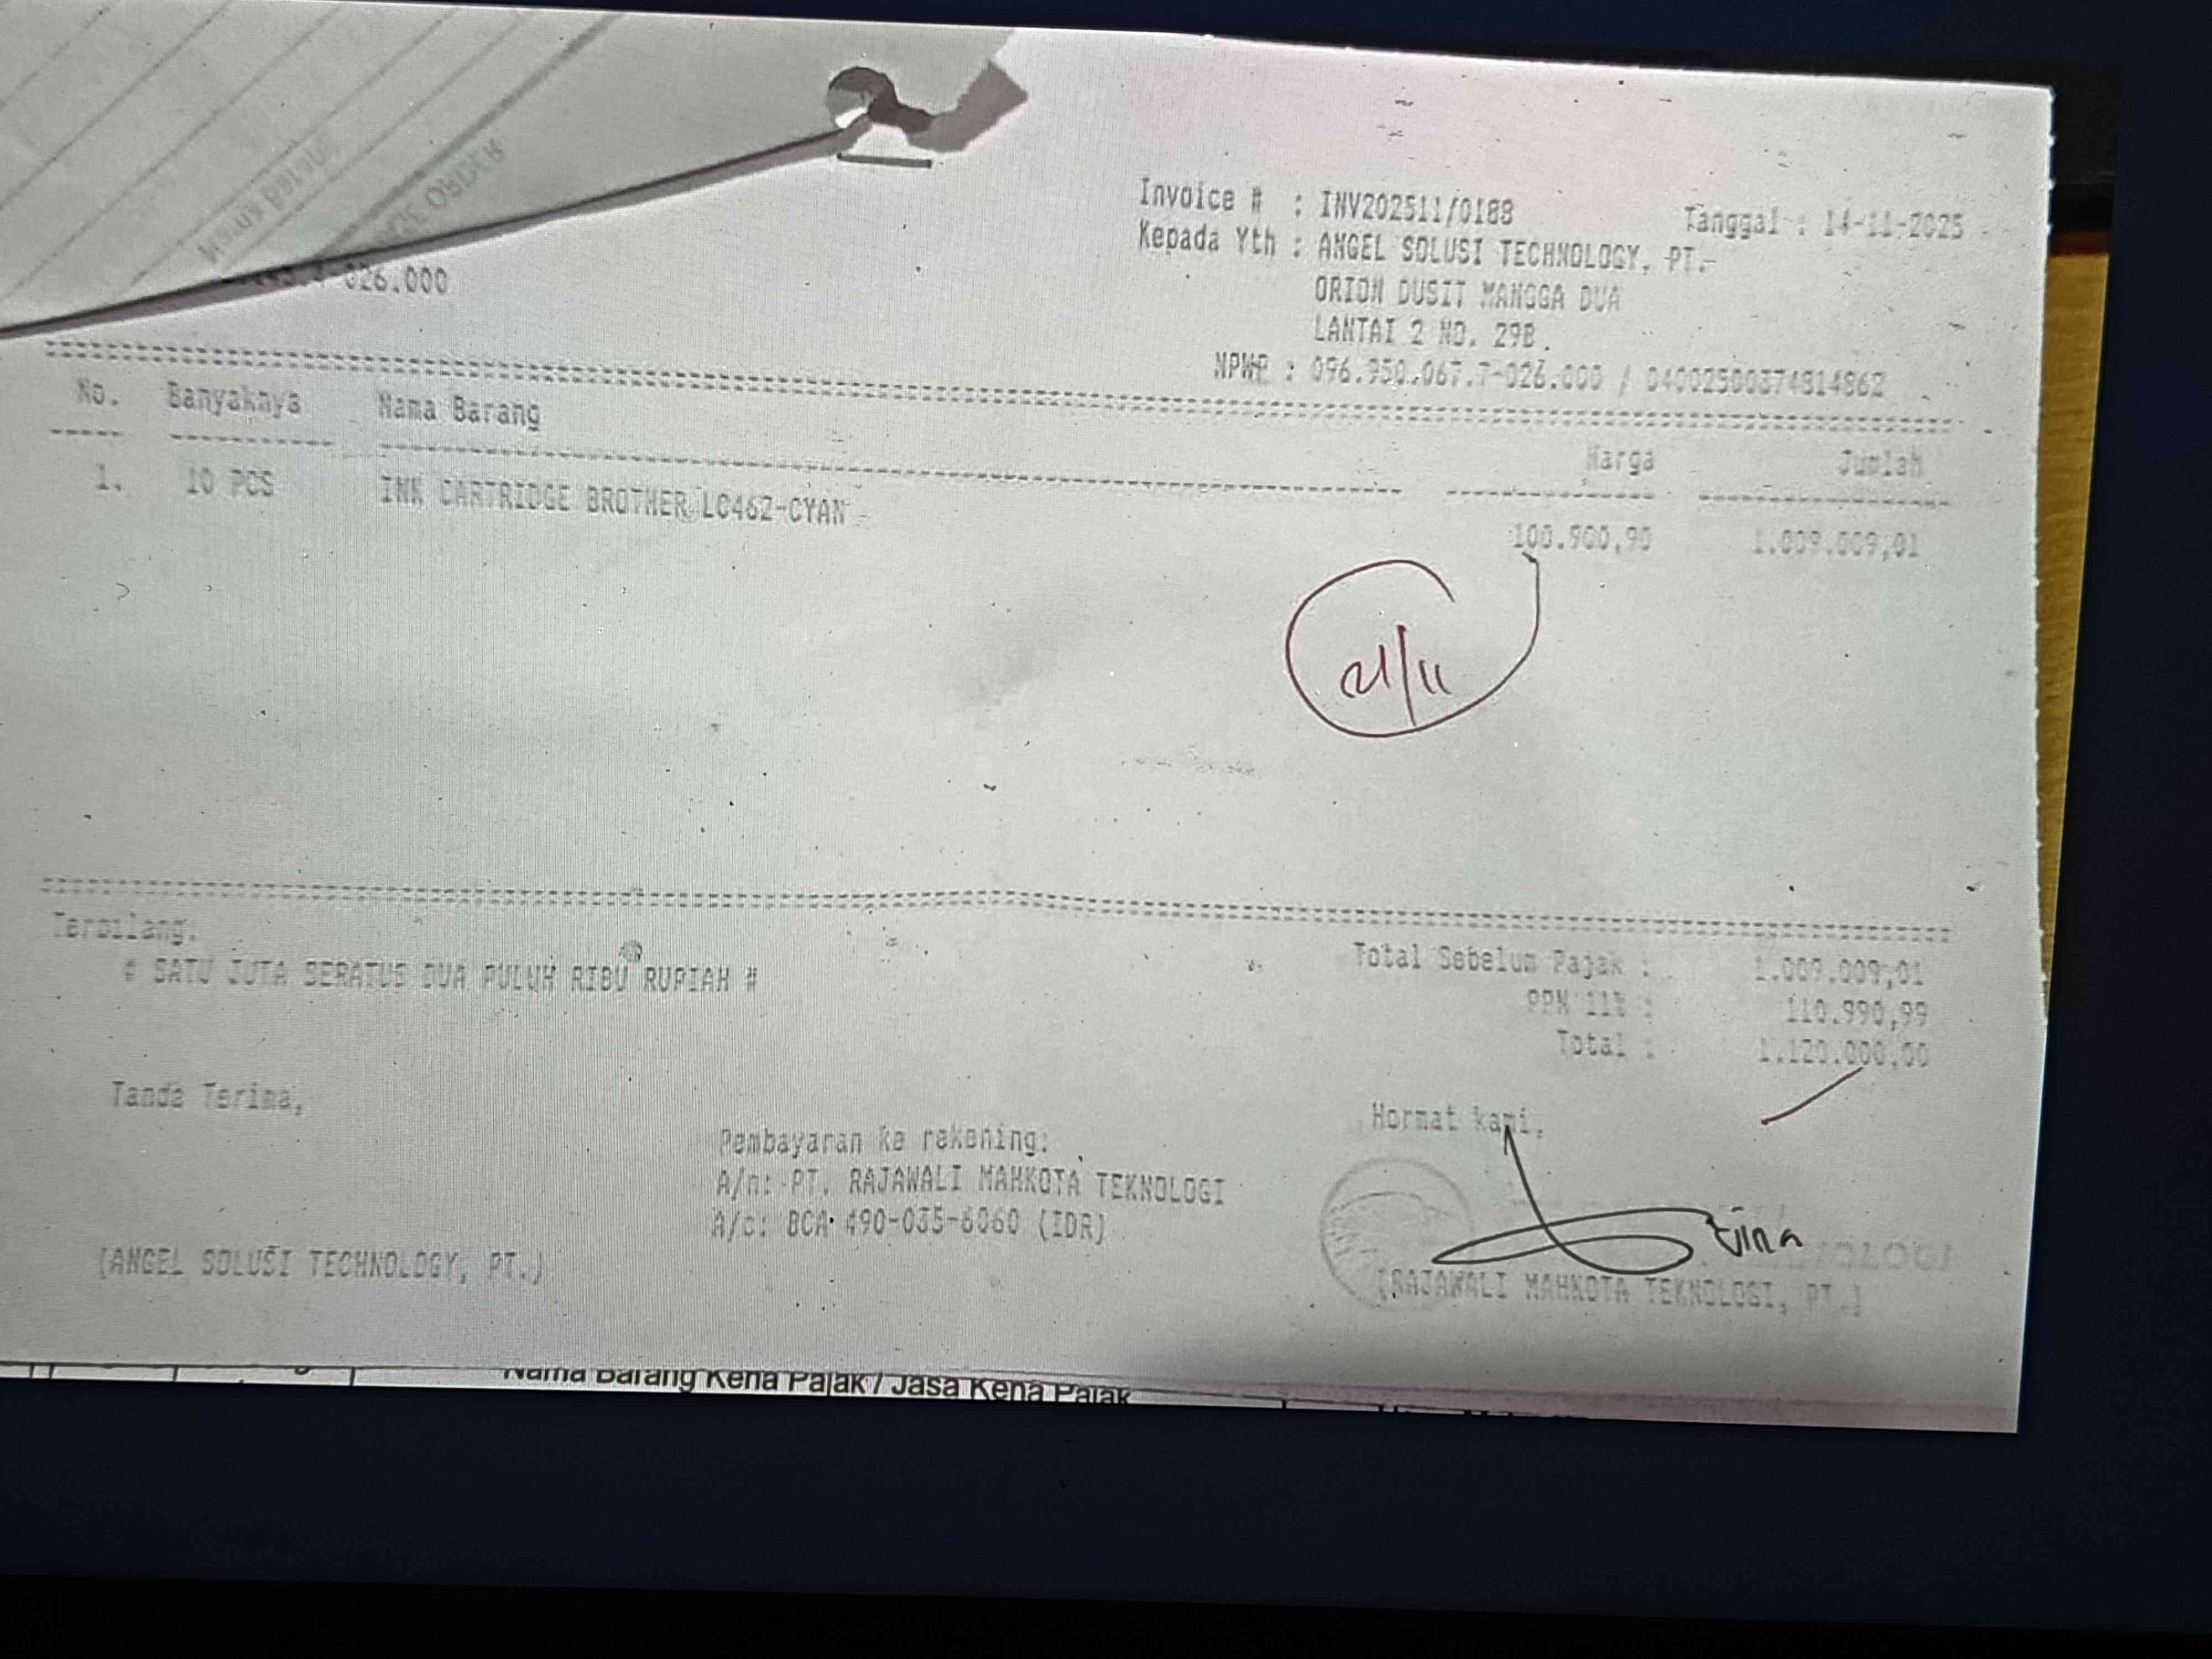 Invoice # : INV202511/0188 Tanggal : 14-11-2025
Kepada Yth : ANGEL SOLUSI TECHNOLOGY, PT.
ORION DUSIT MANGGA DUA
LANTAI 2 NO. 29B.
026.000
NPWP : 096.950.067.7-026.000 / 04002500374814862
No. Banyaknya Nama Barang Harga Jumlah
1. 10 PCS INK CARTRIDGE BROTHER LC462-CYAN 100.900,90 1.009.009,01
21/11
Terbilang:
# SATU JUTA SERATUS DUA PULUH RIBU RUPIAH #
Total Sebelum Pajak : 1.009.009,01
PPN 11% : 110.990,99
Total : 1.120.000,00
Tanda Terima,
Hormat kami,
Pembayaran ke rekening:
A/n: PT. RAJAWALI MAHKOTA TEKNOLOGI
A/c: BCA 490-035-6060 (IDR)
(ANGEL SOLUSI TECHNOLOGY, PT.)
(RAJAWALI MAHKOTA TEKNOLOGI, PT.)
Nama Barang Kena Pajak / Jasa Kena Pajak